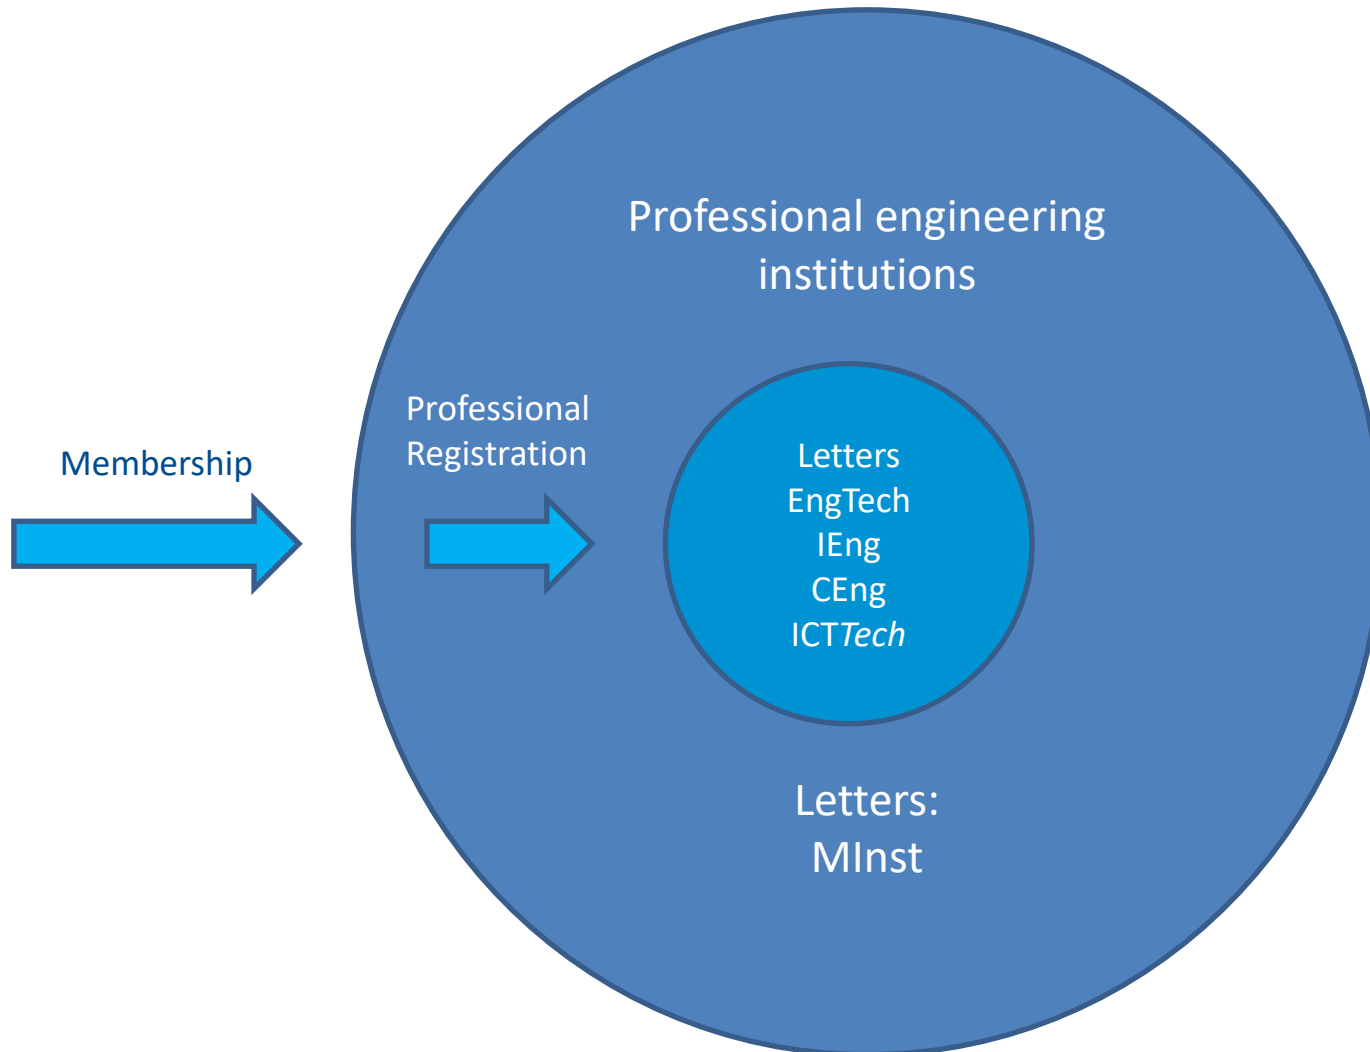 Professional engineering
institutions
Membership
Professional
Registration
Letters
EngTech
IEng
CEng
ICTTech
Letters:
MInst